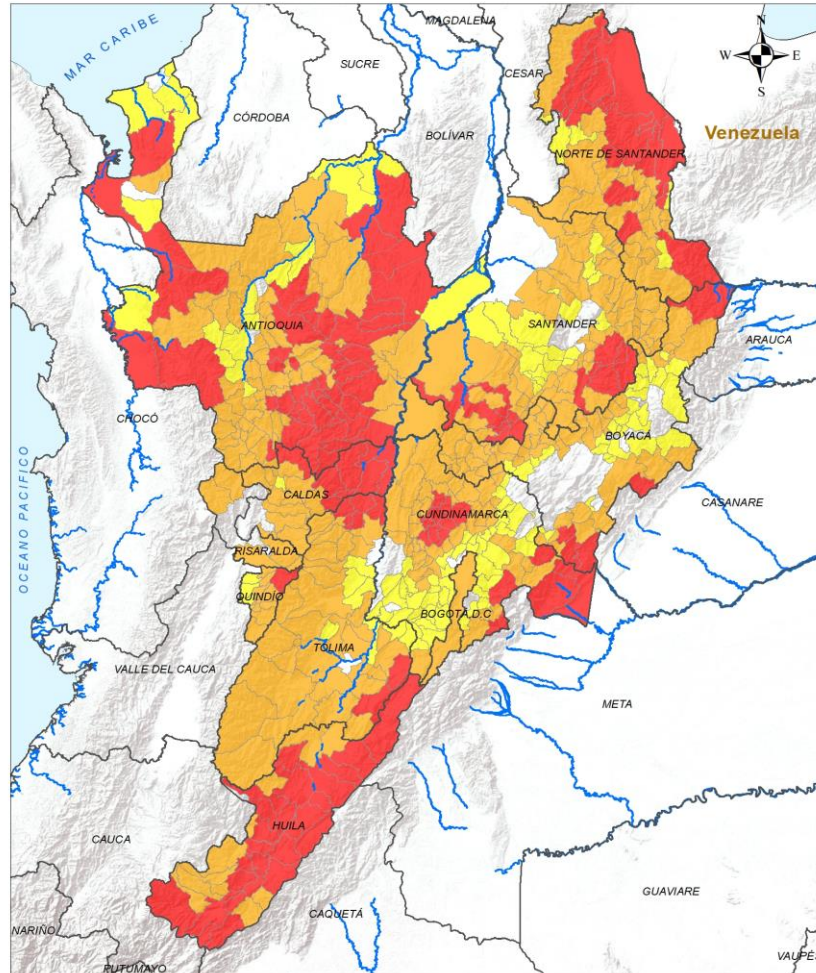 MAR CARIBE
MAGDALENA
N
W
E
S
SUCRE
CESAR
CÓRDOBA
BOLÍVAR
Venezuela
NORTE DE SANTANDER
ANTIOQUIA
SANTANDER
ARAUCA
CHOCÓ
BOYACA
OCEANO PACIFICO
CALDAS
CUNDINAMARCA
CASANARE
RISARALDA
QUINDÍO
BOGOTÁ D.C
TOLIMA
VALLE DEL CAUCA
META
HUILA
CAUCA
GUAVIARE
CAQUETÁ
NARIÑO
PUTUMAYO
VAUPÉS